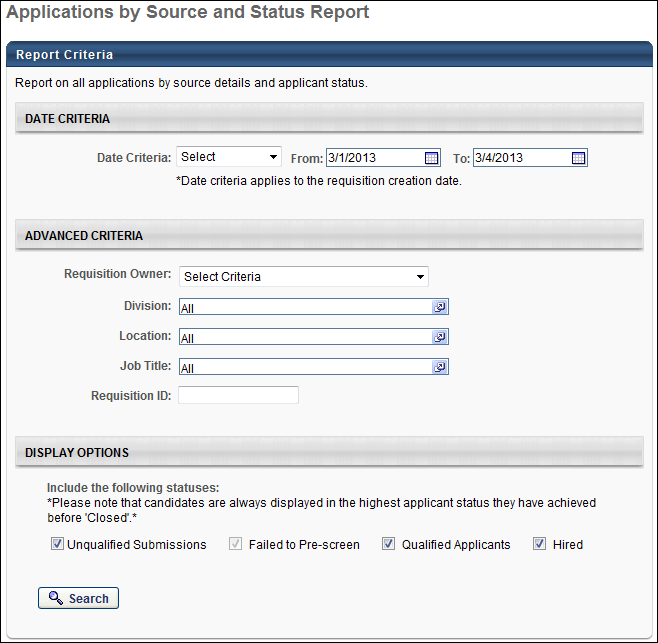 Applications by Source and Status Report
Report Criteria
Report on all applications by source details and applicant status.
DATE CRITERIA
Date Criteria: Select From: 3/1/2013 To: 3/4/2013
*Date criteria applies to the requisition creation date.
ADVANCED CRITERIA
Requisition Owner: Select Criteria
Division: All
Location: All
Job Title: All
Requisition ID:
DISPLAY OPTIONS
Include the following statuses:
*Please note that candidates are always displayed in the highest applicant status they have achieved
before 'Closed'.*
Unqualified Submissions Failed to Pre-screen Qualified Applicants Hired
Search